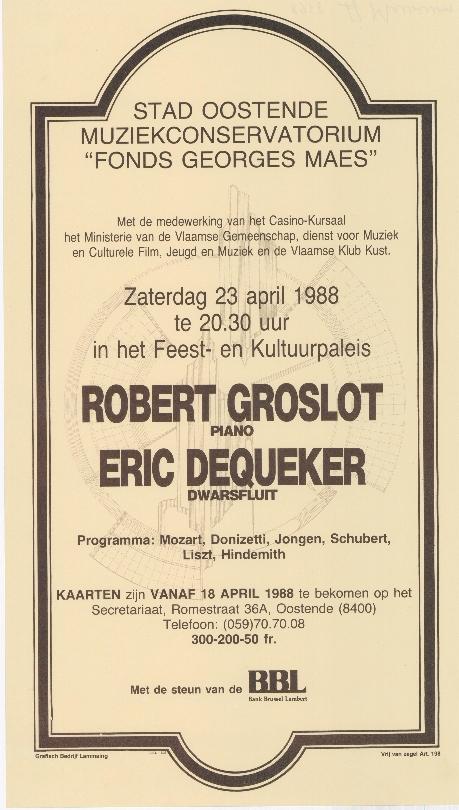 STAD OOSTENDE
MUZIEKCONSERVATORIUM
"FONDS GEORGES MAES"
Met de medewerking van het Casino-Kursaal
het Ministerie van de Vlaamse Gemeenschap, dienst voor Muziek
en Culturele Film, Jeugd en Muziek en de Vlaamse Klub Kust.
Zaterdag 23 april 1988
te 20.30 uur
in het Feest- en Kultuurpaleis
ROBERT GROSLOT
PIANO
ERIC DEQUEKER
DWARSFLUIT
Programma: Mozart, Donizetti, Jongen, Schubert,
Liszt, Hindemith
KAARTEN zijn VANAF 18 APRIL 1988 te bekomen op het
Secretariaat, Romestraat 36A, Oostende (8400)
Telefoon: (059)70.70.08
300-200-50 fr.
Met de steun van de BBL
Bank Brussel Lambert
Grafisch Bedrijf Lammaing
Vrij van zegel Art. 198